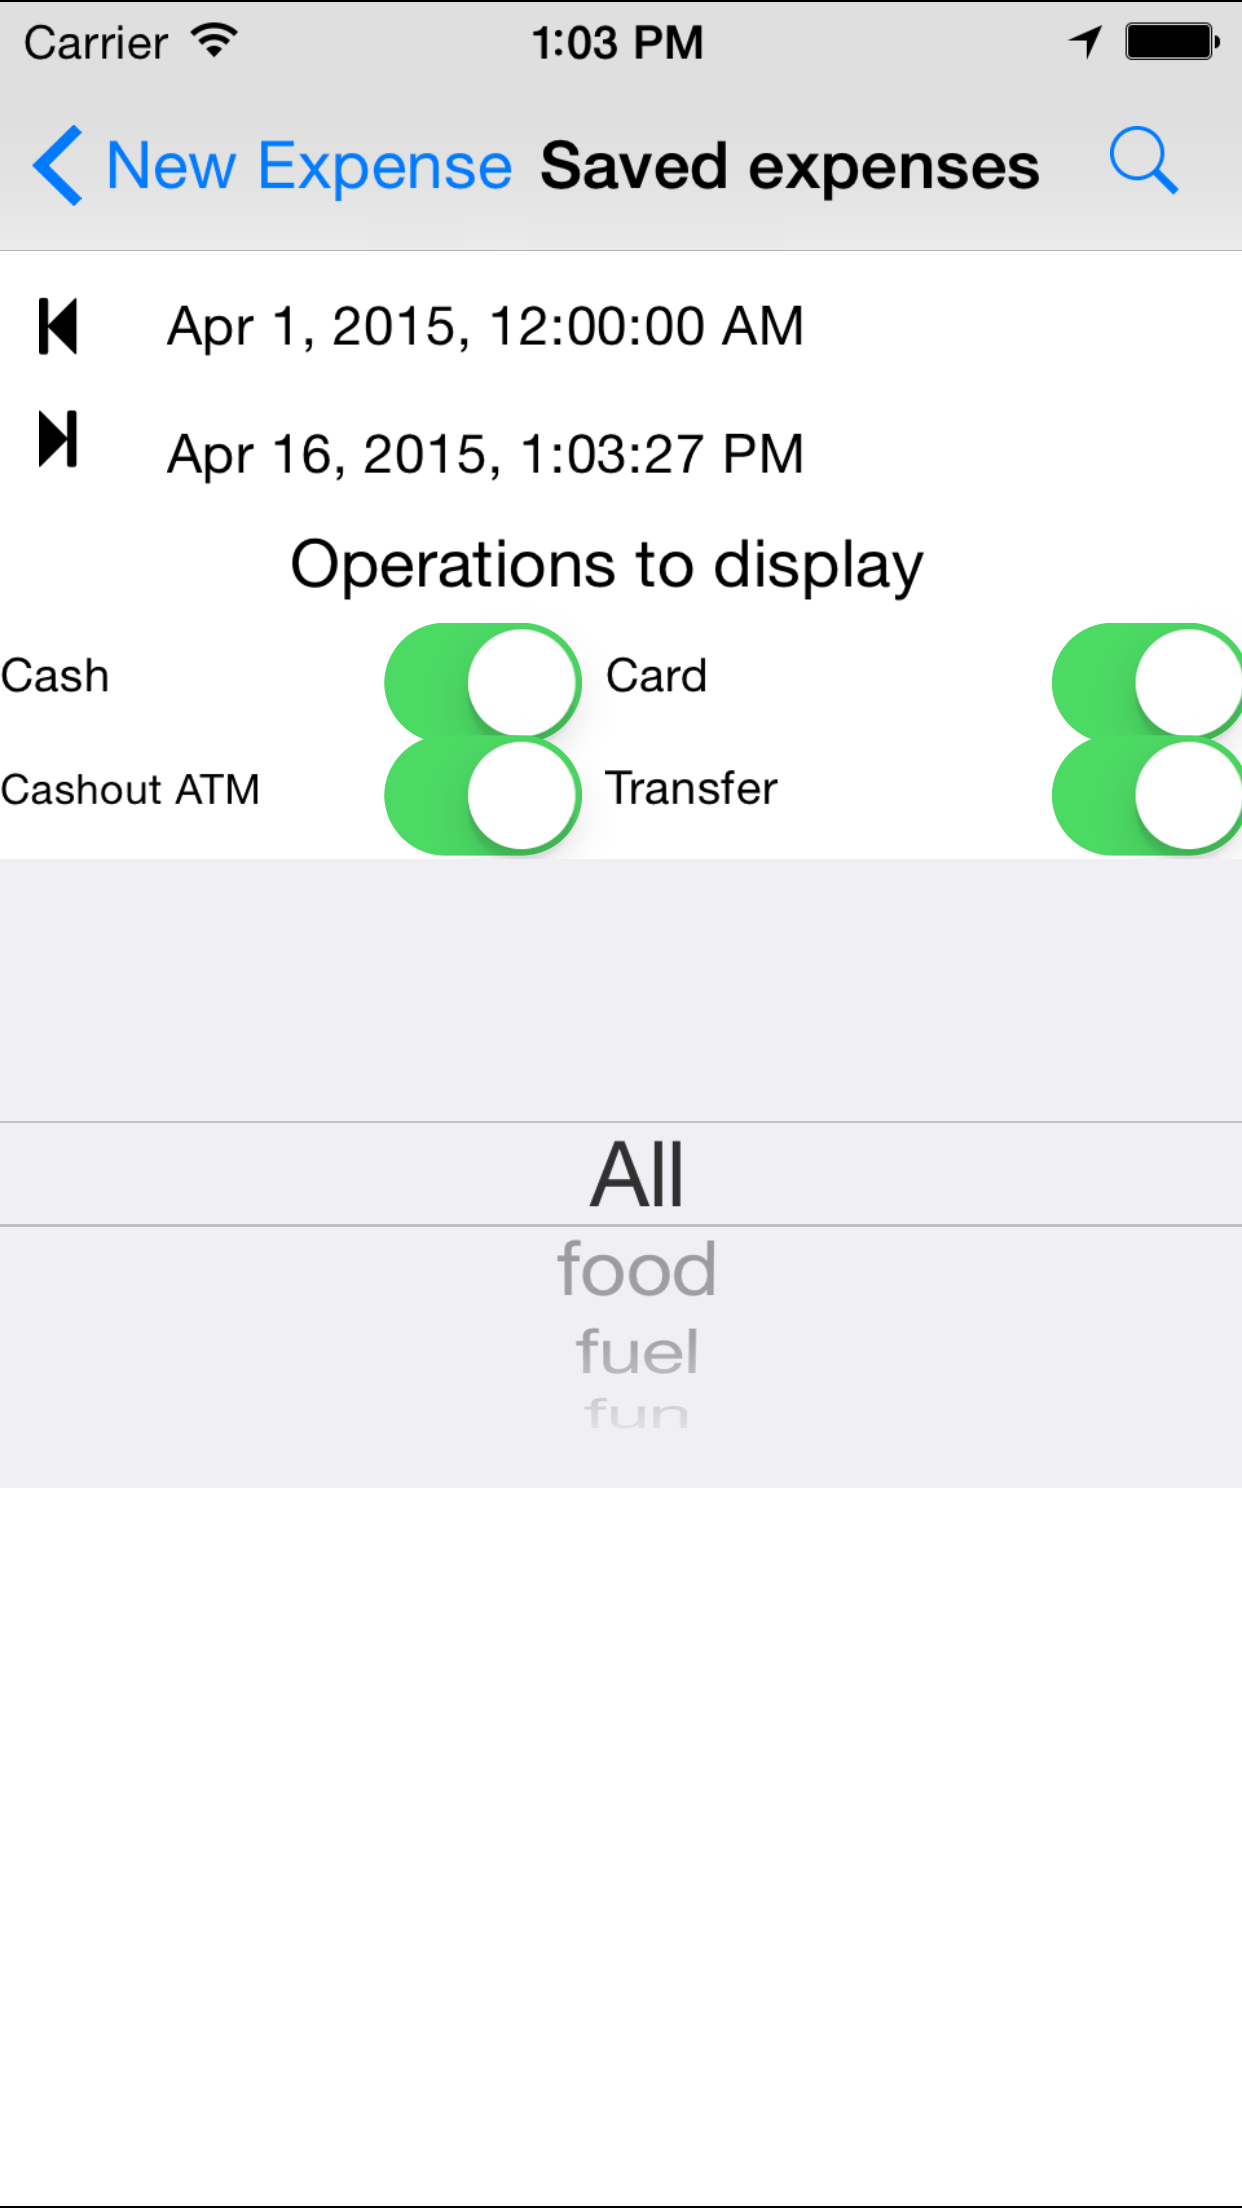 Carrier 1:03 PM
New Expense Saved expenses
Apr 1, 2015, 12:00:00 AM
Apr 16, 2015, 1:03:27 PM
Operations to display
Cash Card
Cashout ATM Transfer
All
food
fuel
fun